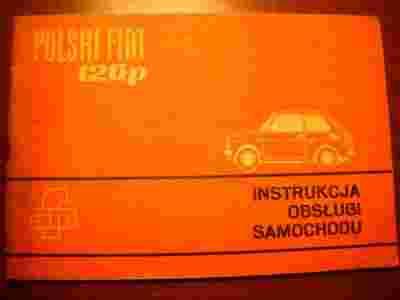 POLSKI FIAT
126p
INSTRUKCJA
OBSŁUGI
SAMOCHODU